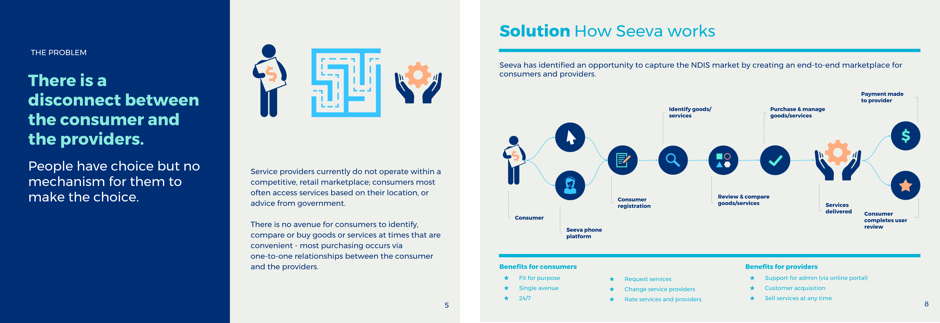 THE PROBLEM
There is a
disconnect between
the consumer and
the providers.
People have choice but no
mechanism for them to
make the choice.
$
Service providers currently do not operate within a
competitive, retail marketplace; consumers most
often access services based on their location, or
advice from government.
There is no avenue for consumers to identify,
compare or buy goods or services at times that are
convenient - most purchasing occurs via
one-to-one relationships between the consumer
and the providers.
5
Solution How Seeva works
Seeva has identified an opportunity to capture the NDIS market by creating an end-to-end marketplace for
consumers and providers.
Consumer
$
Seeva phone
platform
Consumer
registration
Identify goods/
services
Review & compare
goods/services
Purchase & manage
goods/services
Services
delivered
Payment made
to provider
$
Consumer
completes user
review
Benefits for consumers
Fit for purpose
Single avenue
24/7
Request services
Change service providers
Rate services and providers
Benefits for providers
Support for admin (via online portal)
Customer acquisition
Sell services at any time
8